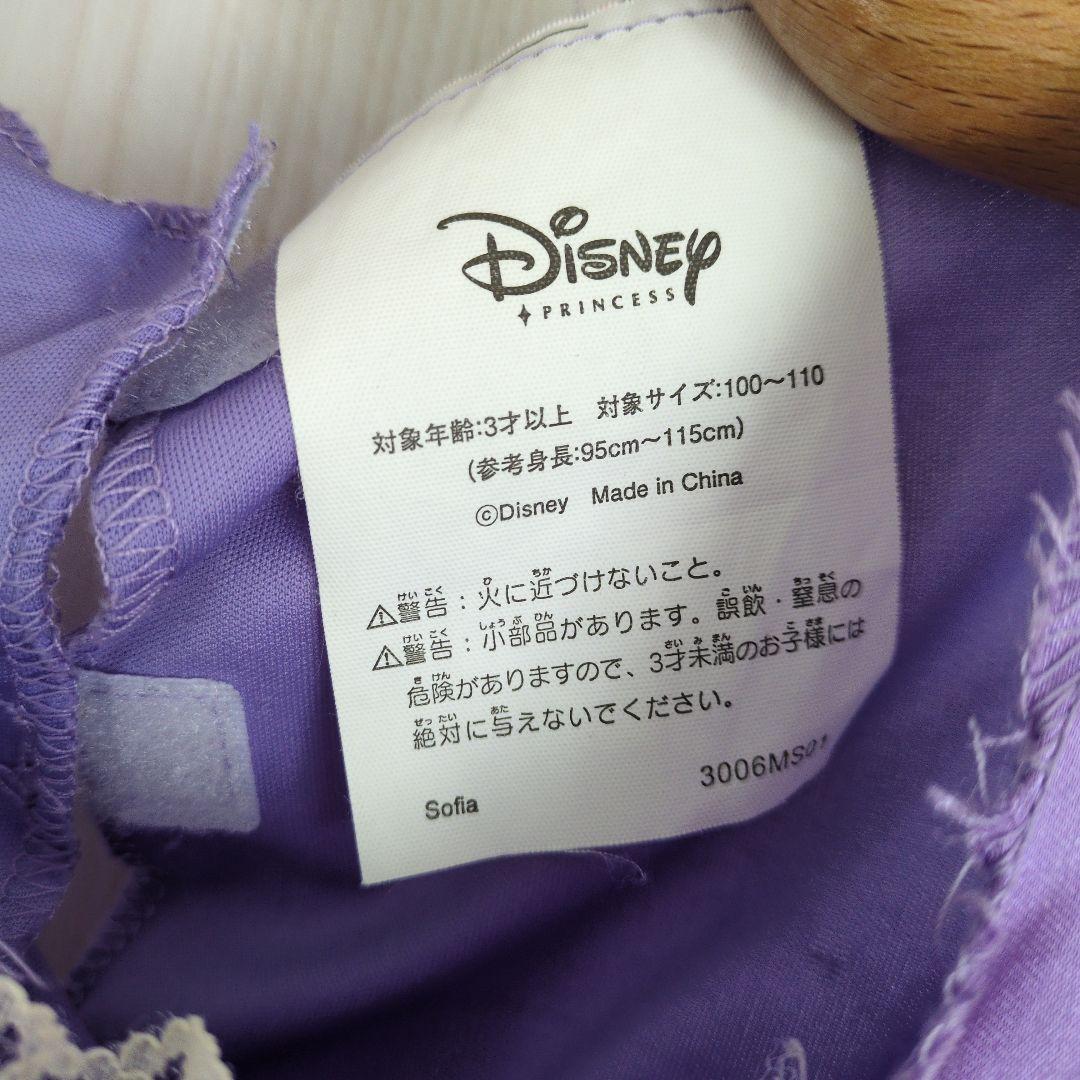 Disney
PRINCESS
対象年齢:3才以上 対象サイズ:100〜110
(参考身長:95cm〜115cm)
©Disney Made in China
⚠警告:火に近づけないこと。
⚠警告:小部品があります。誤飲・窒息の
危険がありますので、3才未満のお子様には
絶対に与えないでください。
Sofia 3006MS01